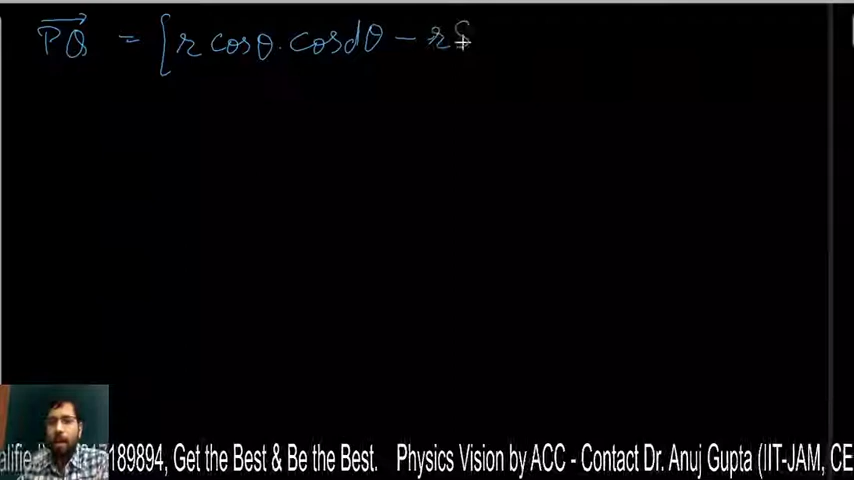 PQ⃗ = [r cosθ · cosdθ − r
alified 189894, Get the Best & Be the Best. Physics Vision by ACC - Contact Dr. Anuj Gupta (IIT-JAM, CE